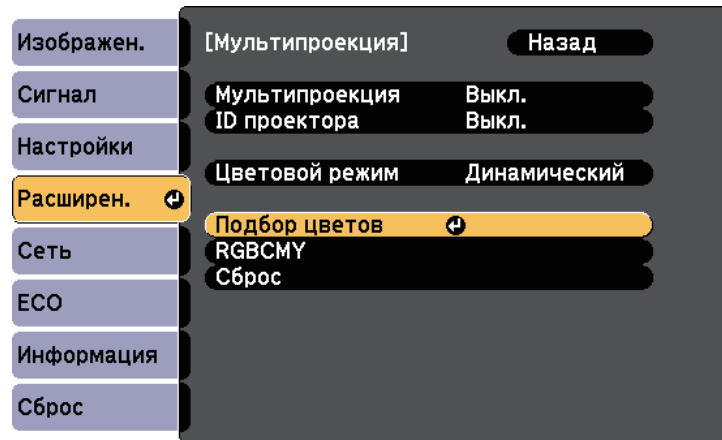 Изображен.
Сигнал
Настройки
Расширен.
Сеть
ECO
Информация
Сброс
[Мультипроекция] Назад
Мультипроекция Выкл.
ID проектора Выкл.
Цветовой режим Динамический
Подбор цветов
RGBCMY
Сброс